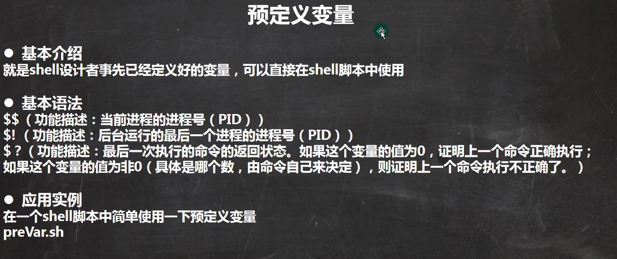 预定义变量
● 基本介绍
就是shell设计者事先已经定义好的变量，可以直接在shell脚本中使用
● 基本语法
$$（功能描述：当前进程的进程号（PID））
$!（功能描述：后台运行的最后一个进程的进程号（PID））
$？（功能描述：最后一次执行的命令的返回状态。如果这个变量的值为0，证明上一个命令正确执行；
如果这个变量的值为非0（具体是哪个数，由命令自己来决定），则证明上一个命令执行不正确了。）
● 应用实例
在一个shell脚本中简单使用一下预定义变量
preVar.sh